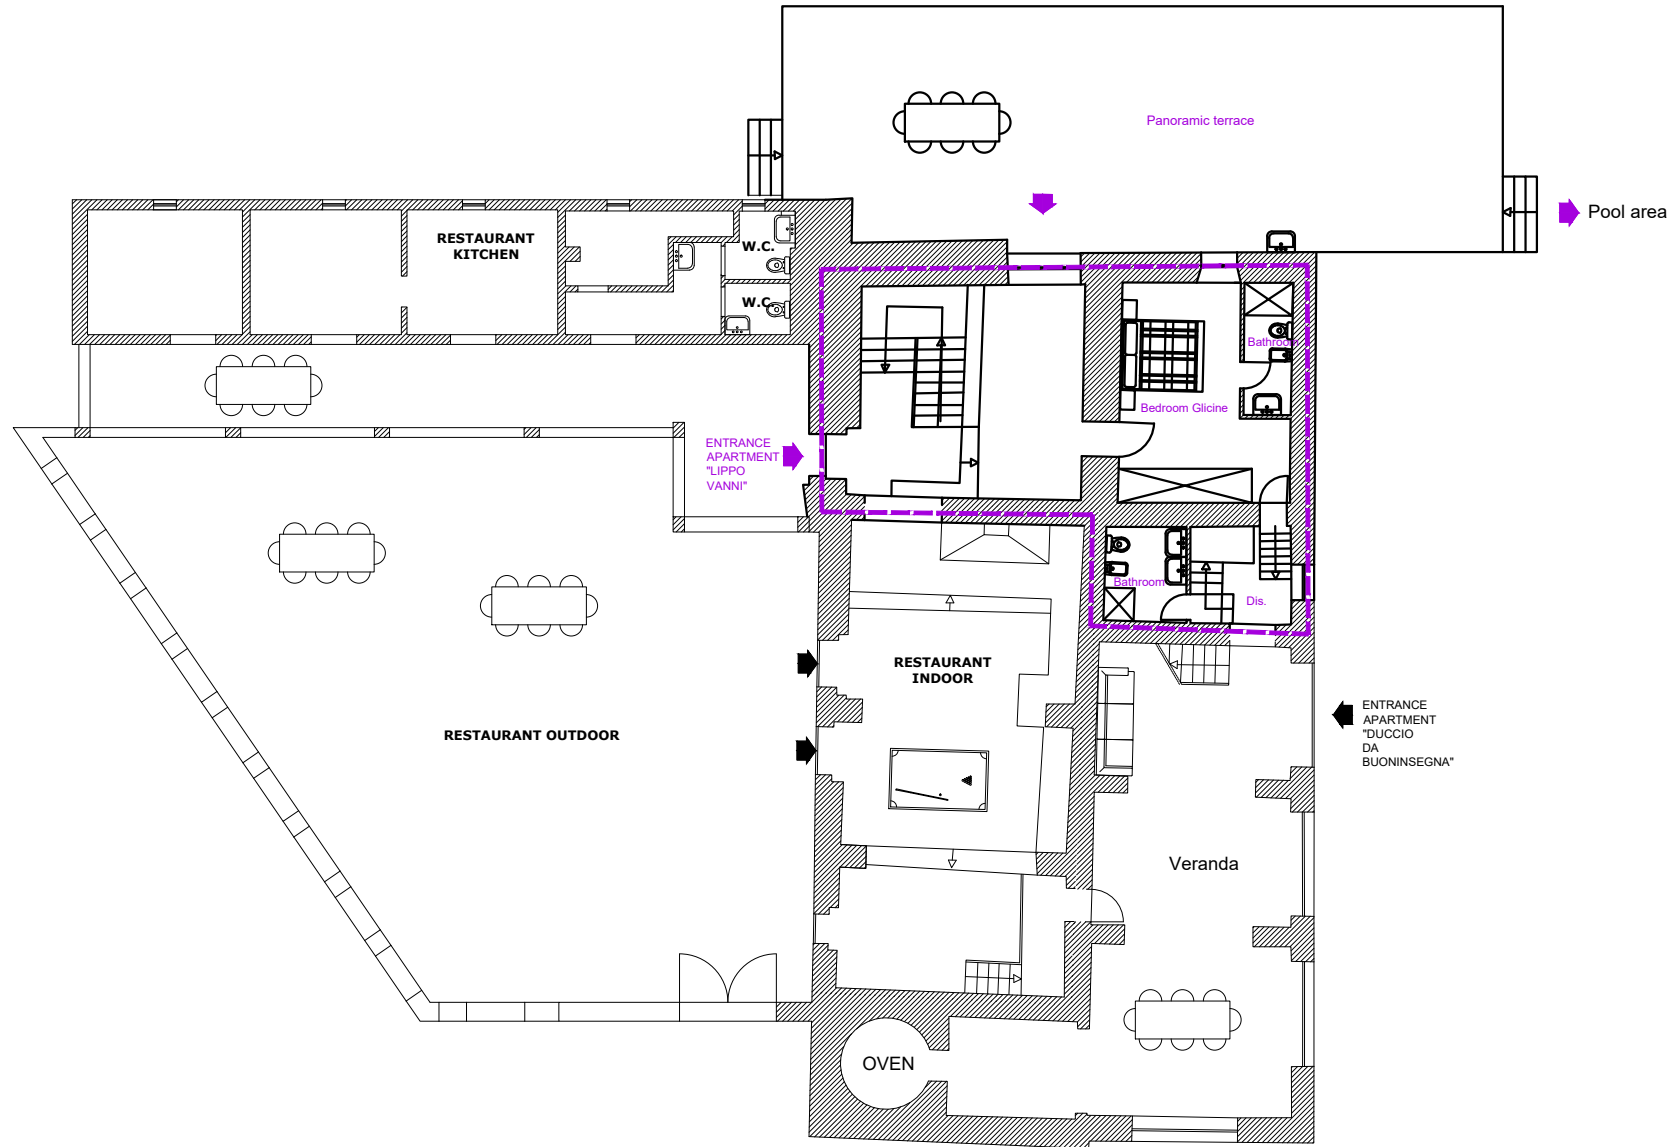 Panoramic terrace
Pool area
RESTAURANT
KITCHEN
W.C.
W.C.
Bathroom
Bedroom Glicine
ENTRANCE
APARTMENT
"LIPPO
VANNI"
Bathroom
Dis.
RESTAURANT
INDOOR
RESTAURANT OUTDOOR
ENTRANCE
APARTMENT
"DUCCIO
DA
BUONINSEGNA"
Veranda
OVEN